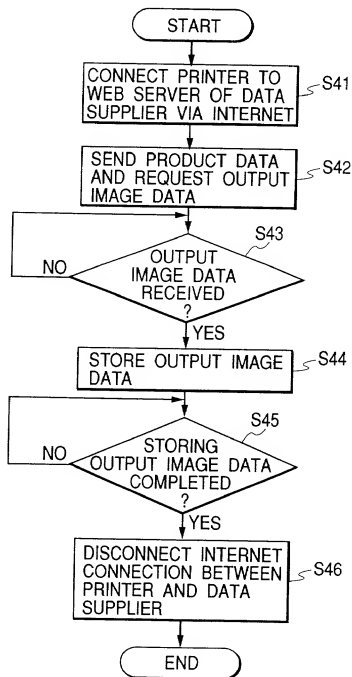 START
CONNECT PRINTER TO
WEB SERVER OF DATA
SUPPLIER VIA INTERNET
S41
SEND PRODUCT DATA
AND REQUEST OUTPUT
IMAGE DATA
S42
S43
OUTPUT
IMAGE DATA
RECEIVED
?
NO
YES
STORE OUTPUT IMAGE
DATA
S44
S45
STORING
OUTPUT IMAGE DATA
COMPLETED
?
NO
YES
DISCONNECT INTERNET
CONNECTION BETWEEN
PRINTER AND DATA
SUPPLIER
S46
END